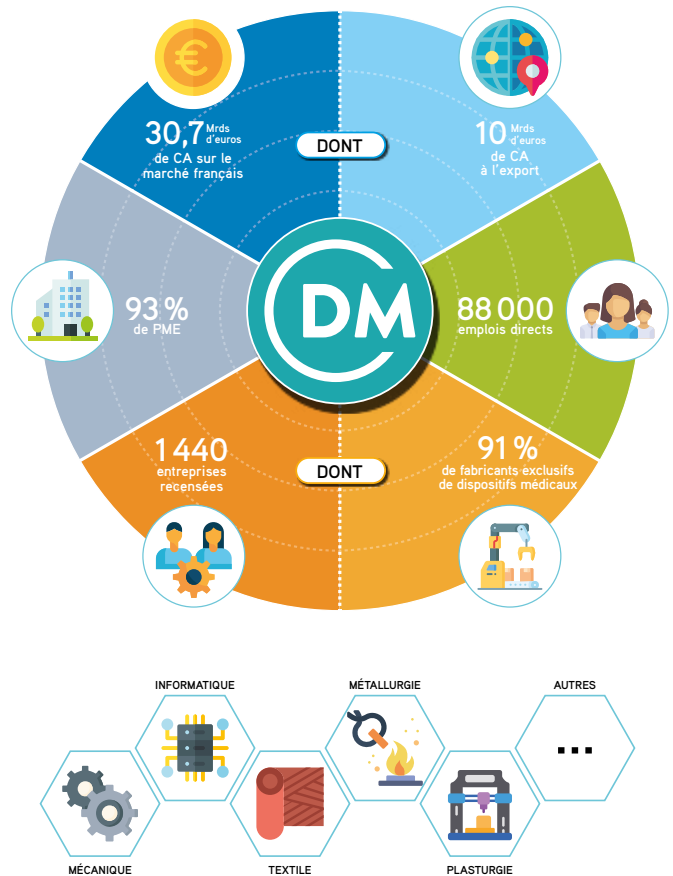 30,7 Mrds
d'euros
de CA sur le
marché français
DONT
10 Mrds
d'euros
de CA
à l'export
93 %
de PME
DM
88 000
emplois directs
1 440
entreprises
recensées
DONT
91 %
de fabricants exclusifs
de dispositifs médicaux
INFORMATIQUE
MÉTALLURGIE
AUTRES
...
MÉCANIQUE
TEXTILE
PLASTURGIE